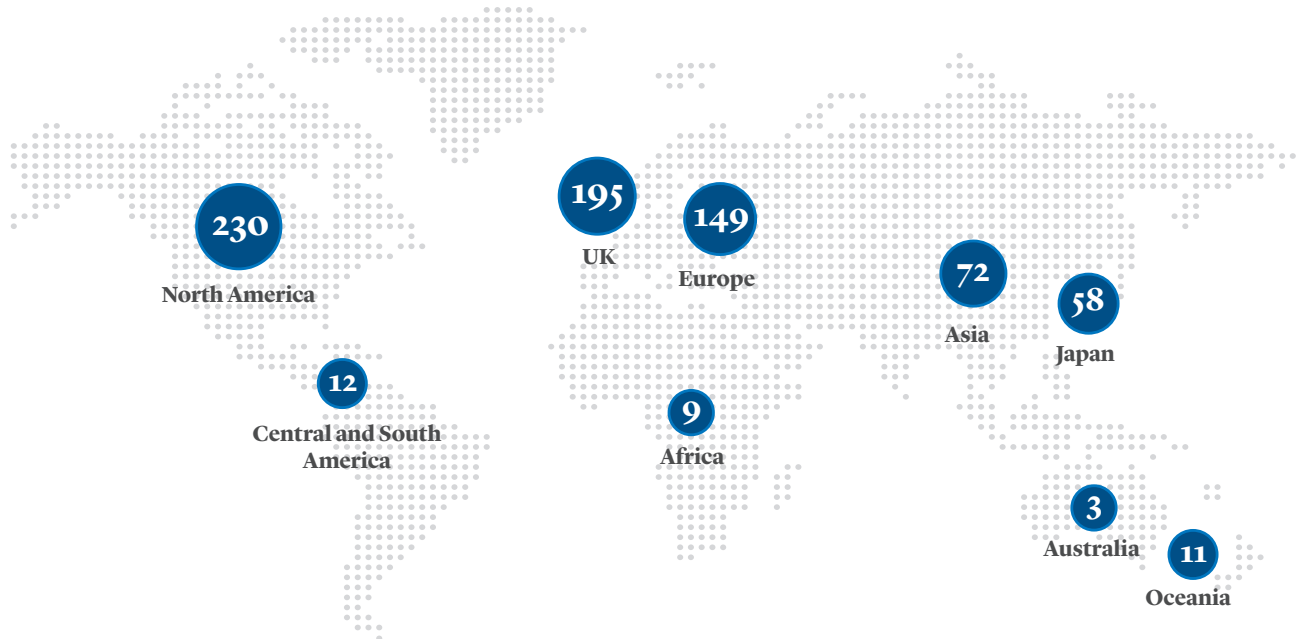 230
North America
195
UK
149
Europe
72
Asia
58
Japan
12
Central and South
America
9
Africa
3
Australia
11
Oceania